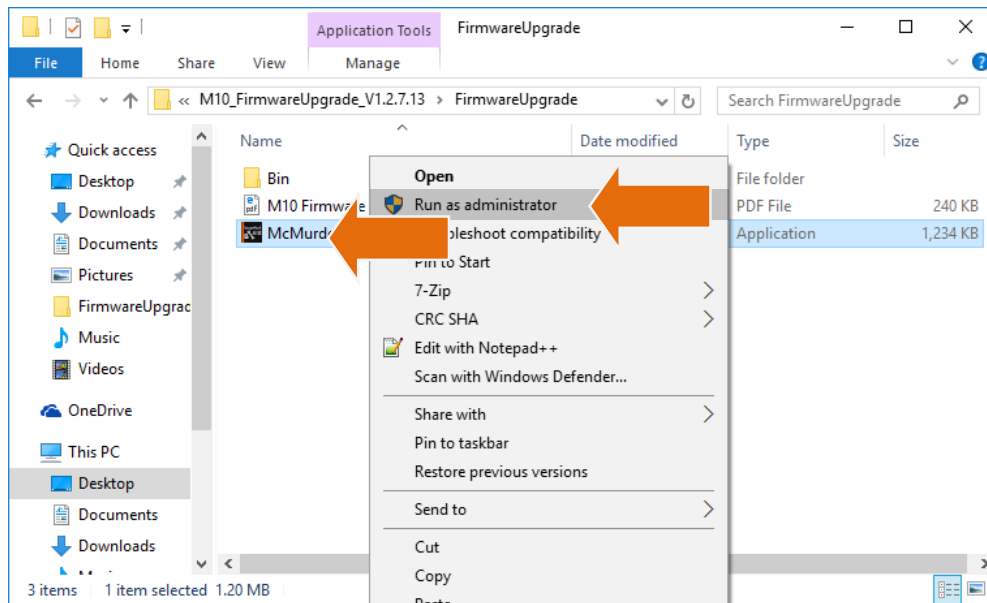 Application Tools FirmwareUpgrade
File Home Share View Manage
« M10_FirmwareUpgrade_V1.2.7.13 > FirmwareUpgrade Search FirmwareUpgrade
Name Date modified Type Size
Quick access
Desktop
Downloads
Documents
Pictures
FirmwareUpgrac
Music
Videos
OneDrive
This PC
Desktop
Documents
Downloads
Bin File folder
M10 Firmware PDF File 240 KB
McMurdo Application 1,234 KB
Open
Run as administrator
bleshoot compatibility
Pin to Start
7-Zip
CRC SHA
Edit with Notepad++
Scan with Windows Defender...
Share with
Pin to taskbar
Restore previous versions
Send to
Cut
Copy
3 items 1 item selected 1.20 MB